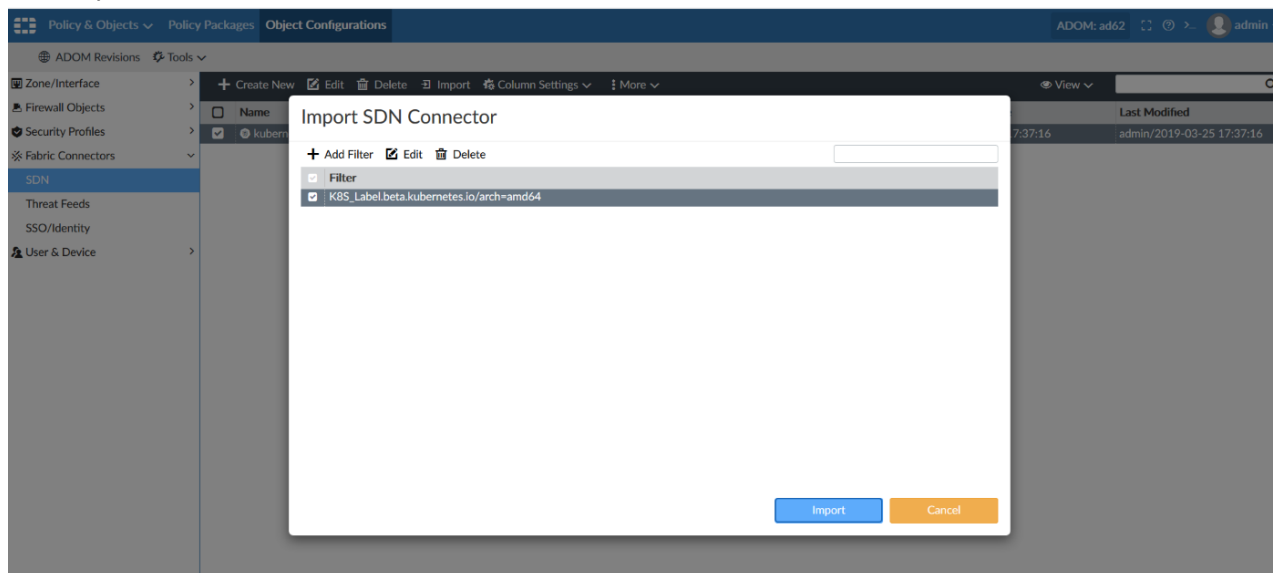 Policy & Objects Policy Packages Object Configurations ADOM: ad62 admin
ADOM Revisions Tools
Zone/Interface
Firewall Objects
Security Profiles
Fabric Connectors
SDN
Threat Feeds
SSO/Identity
User & Device
Create New Edit Delete Import Column Settings More View
Name Last Modified
kubern 7:37:16 admin/2019-03-25 17:37:16
Import SDN Connector
Add Filter Edit Delete
Filter
K8S_Label.beta.kubernetes.io/arch=amd64
Import Cancel